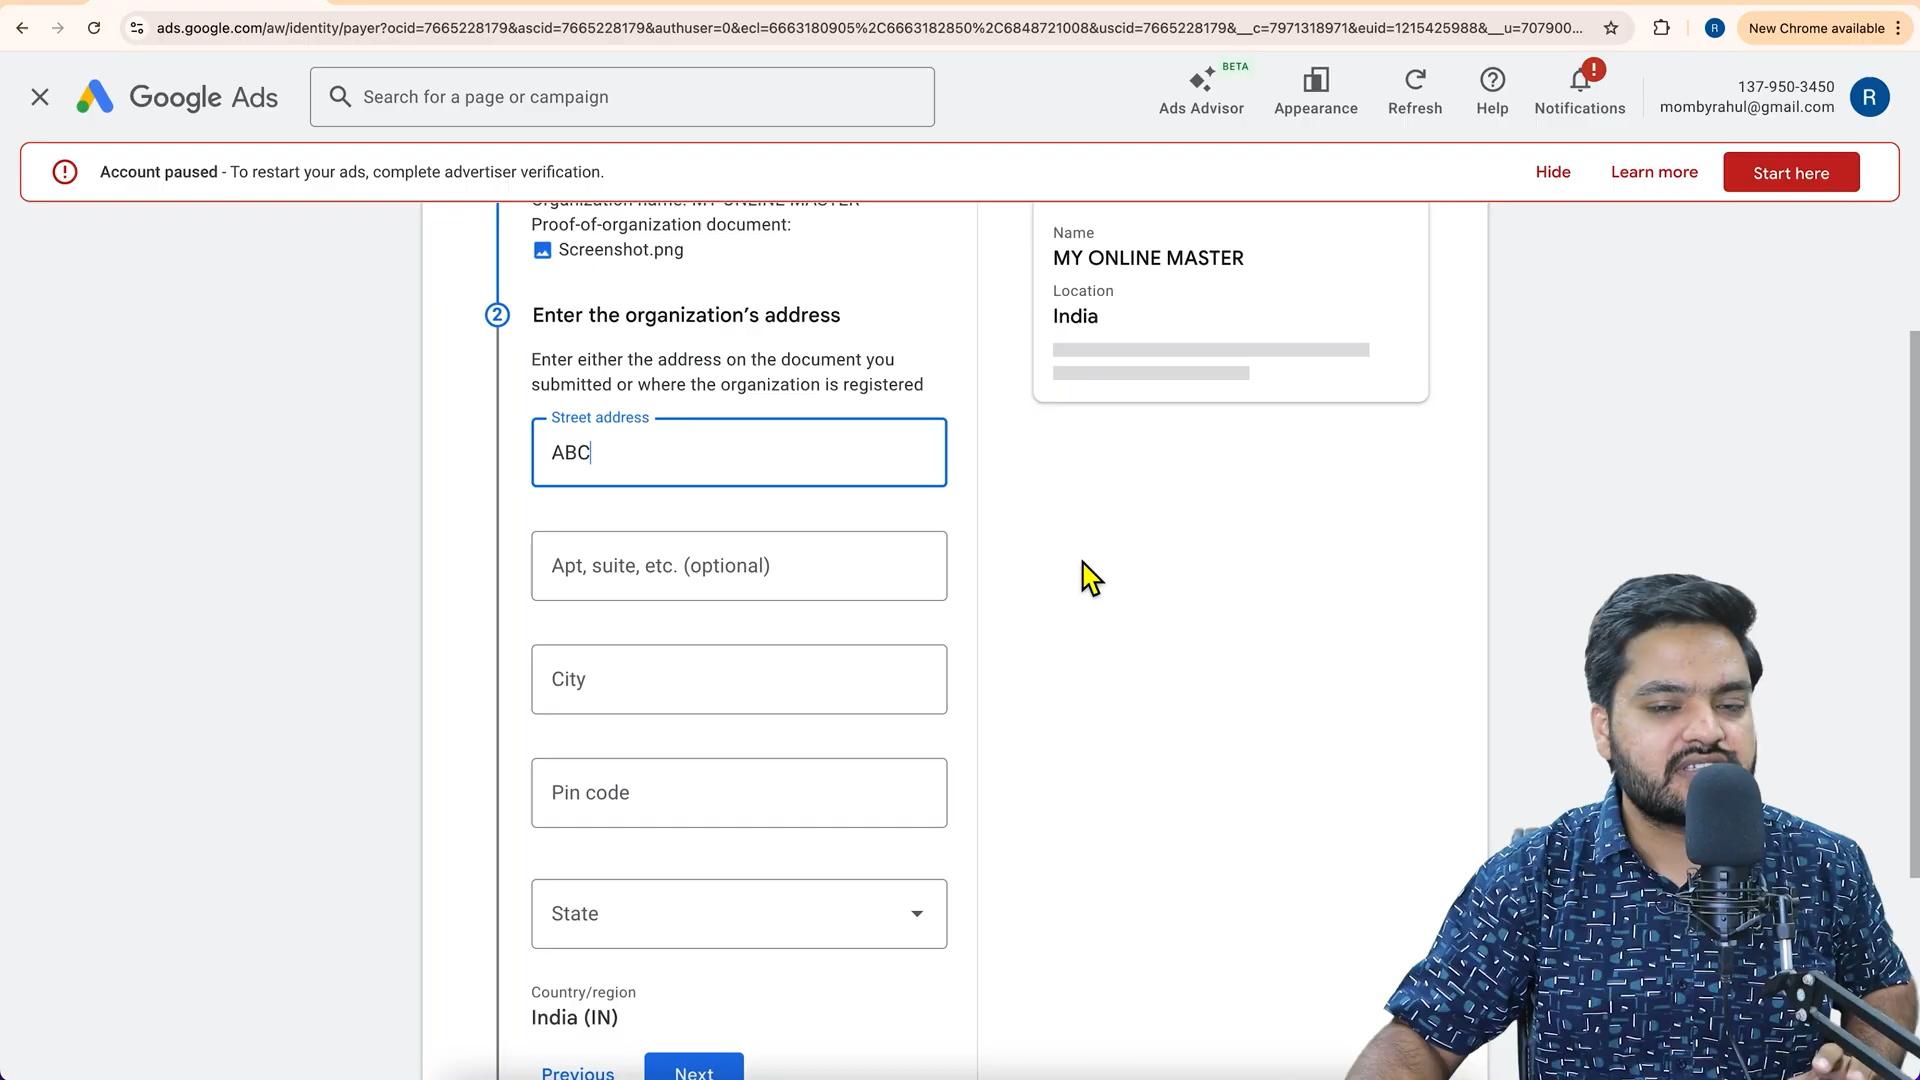 ads.google.com/aw/identity/payer?ocid=7665228179&ascid=7665228179&authuser=0&ecl=6663180905%2C6663182850%2C6848721008&uscid=7665228179&__c=7971318971&euid=1215425988&__u=707900...
New Chrome available
Google Ads
Search for a page or campaign
BETA
Ads Advisor
Appearance
Refresh
Help
Notifications
137-950-3450
mombyrahul@gmail.com
R
R
Account paused - To restart your ads, complete advertiser verification.
Hide
Learn more
Start here
Organization name: MY ONLINE MASTER
Proof-of-organization document:
Screenshot.png
2
Enter the organization's address
Enter either the address on the document you
submitted or where the organization is registered
Street address
ABC
Apt, suite, etc. (optional)
City
Pin code
State
Country/region
India (IN)
Previous
Next
Name
MY ONLINE MASTER
Location
India